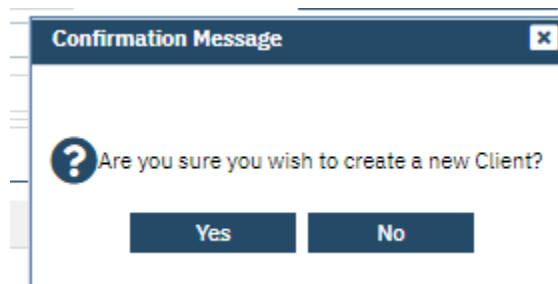 Confirmation Message
Are you sure you wish to create a new Client?
Yes No